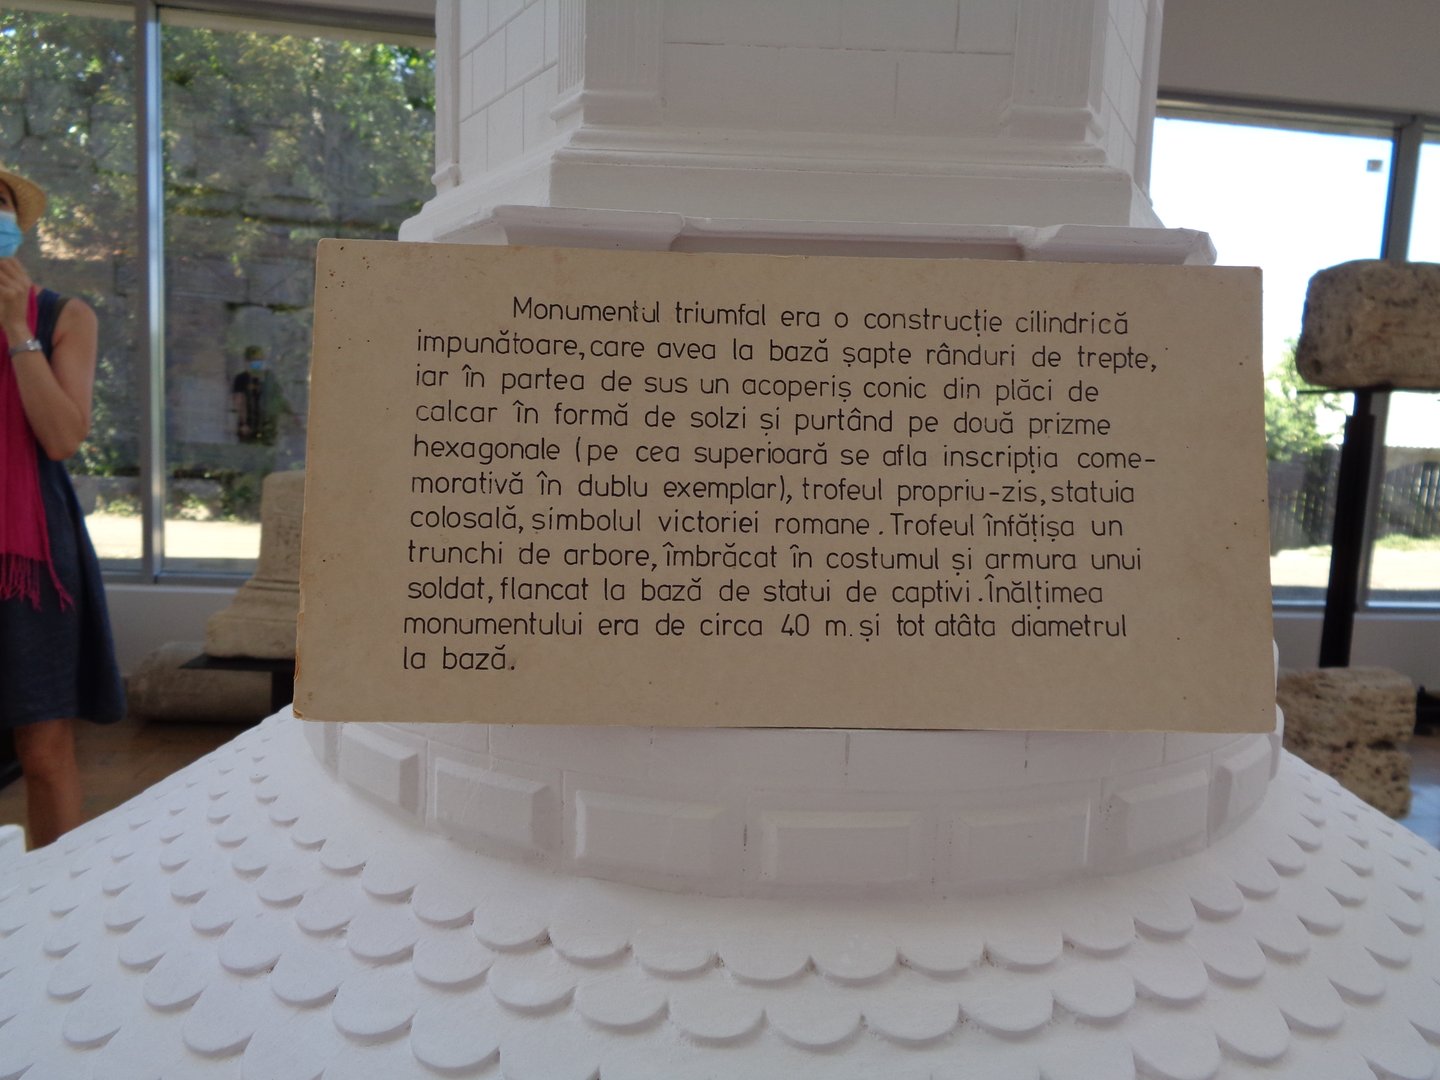 Monumentul triumfal era o construcție cilindrică
impunătoare, care avea la bază șapte rânduri de trepte,
iar în partea de sus un acoperiș conic din plăci de
calcar în formă de solzi și purtând pe două prizme
hexagonale (pe cea superioară se afla inscripția come-
morativă în dublu exemplar), trofeul propriu-zis, statuia
colosală, simbolul victoriei romane. Trofeul înfățișa un
trunchi de arbore, îmbrăcat în costumul și armura unui
soldat, flancat la bază de statui de captivi. Înălțimea
monumentului era de circa 40 m. și tot atâta diametrul
la bază.